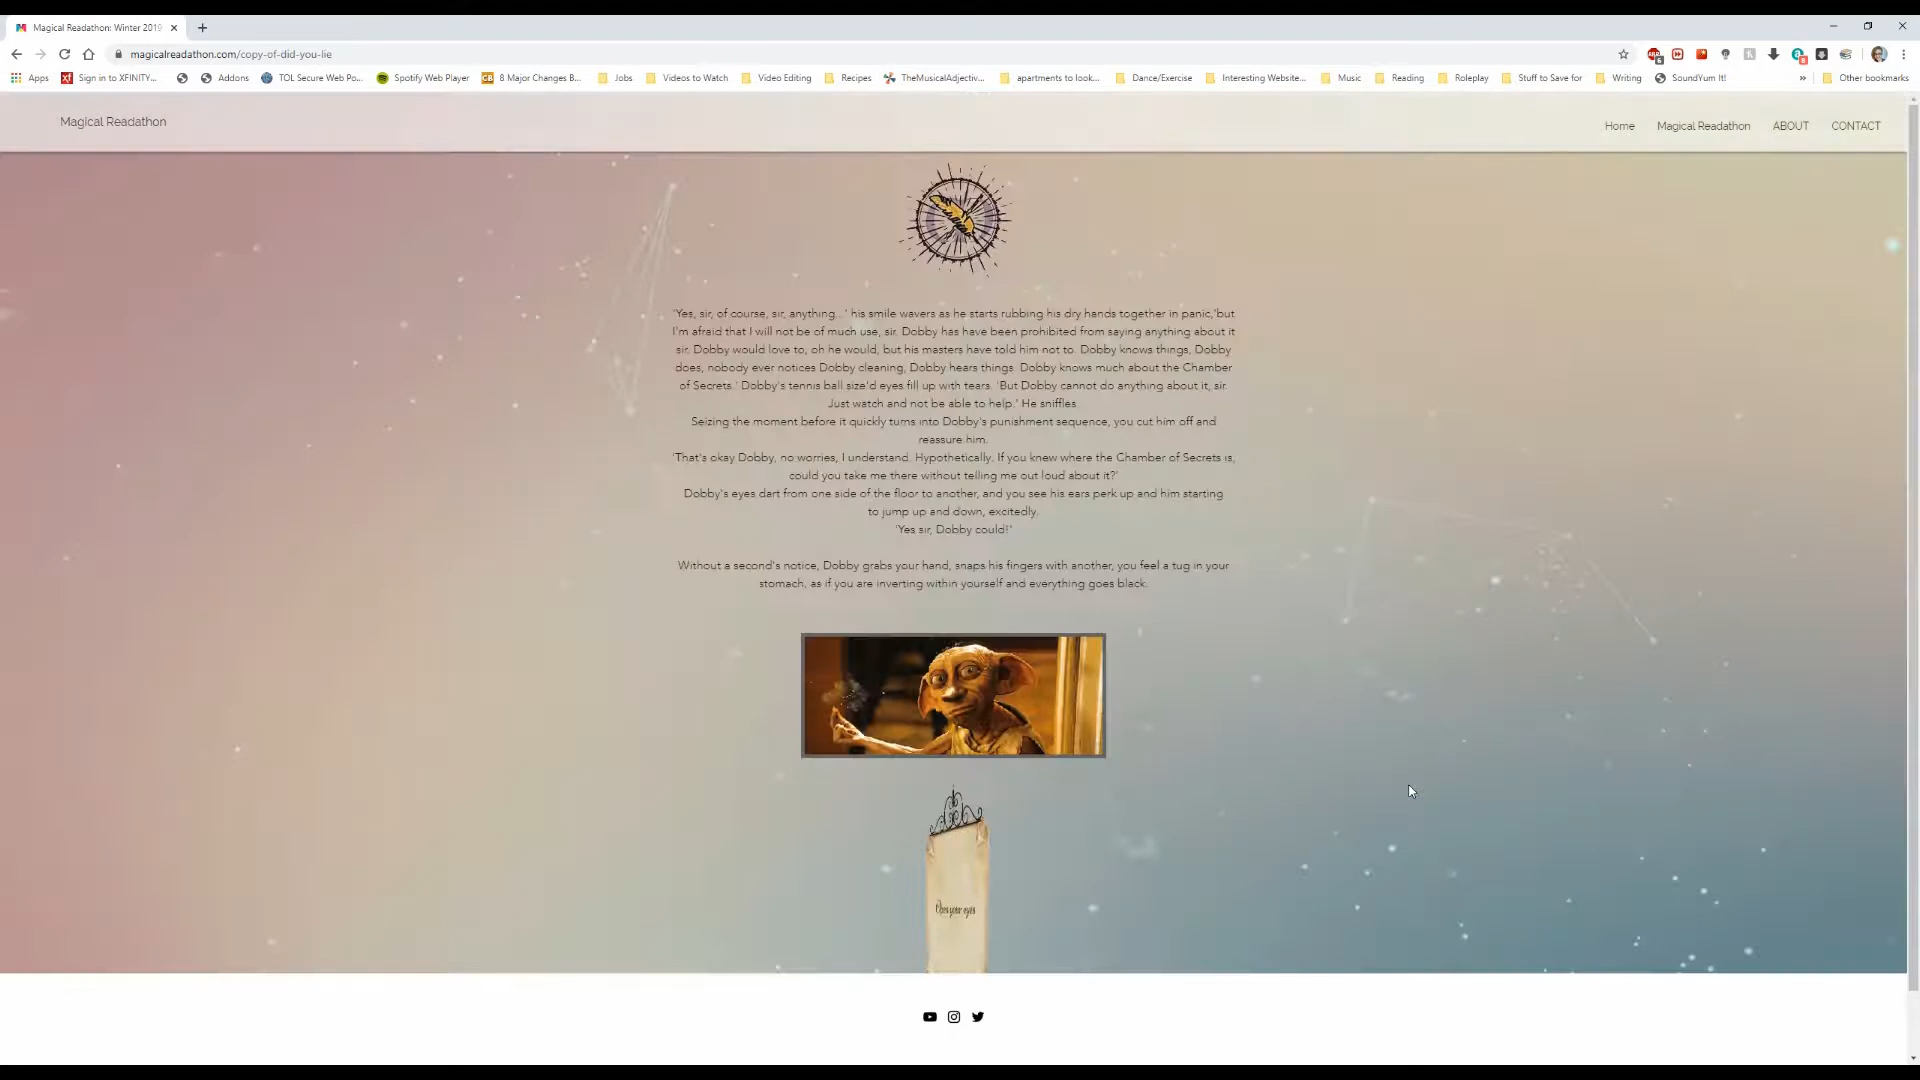 Magical Readathon: Winter 2019
magicalreadathon.com/copy-of-did-you-lie
Apps
Sign in to XFINITY...
Addons
TOL Secure Web Po...
Spotify Web Player
8 Major Changes B...
Jobs
Videos to Watch
Video Editing
Recipes
TheMusicalAdjectiv...
apartments to look...
Dance/Exercise
Interesting Website...
Music
Reading
Roleplay
Stuff to Save for
Writing
SoundYum It!
Other bookmarks
Magical Readathon
Home
Magical Readathon
ABOUT
CONTACT
'Yes, sir, of course, sir, anything...' his smile wavers as he starts rubbing his dry hands together in panic,'but
I'm afraid that I will not be of much use, sir. Dobby has have been prohibited from saying anything about it
sir. Dobby would love to, oh he would, but his masters have told him not to. Dobby knows things, Dobby
does, nobody ever notices Dobby cleaning, Dobby hears things. Dobby knows much about the Chamber
of Secrets.' Dobby's tennis ball size'd eyes fill up with tears. 'But Dobby cannot do anything about it, sir.
Just watch and not be able to help.' He sniffles.
Seizing the moment before it quickly turns into Dobby's punishment sequence, you cut him off and
reassure him.
'That's okay Dobby, no worries, I understand. Hypothetically. If you knew where the Chamber of Secrets is,
could you take me there without telling me out loud about it?'
Dobby's eyes dart from one side of the floor to another, and you see his ears perk up and him starting
to jump up and down, excitedly.
'Yes sir, Dobby could!'
Without a second's notice, Dobby grabs your hand, snaps his fingers with another, you feel a tug in your
stomach, as if you are inverting within yourself and everything goes black.
Open your eyes